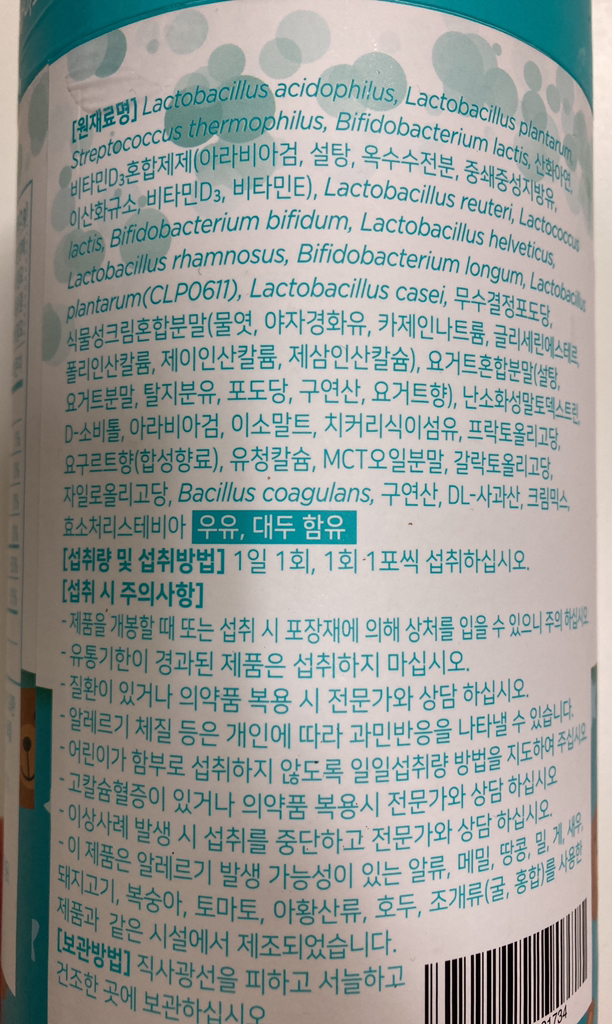 [원재료명] Lactobacillus acidophilus, Lactobacillus plantarum,
Streptococcus thermophilus, Bifidobacterium lactis, 산화아연,
비타민D₃혼합제제(아라비아검, 설탕, 옥수수전분, 중쇄중성지방유,
이산화규소, 비타민D₃, 비타민E), Lactobacillus reuteri, Lactococcus
lactis, Bifidobacterium bifidum, Lactobacillus helveticus,
Lactobacillus rhamnosus, Bifidobacterium longum, Lactobacillus
plantarum(CLP0611), Lactobacillus casei, 무수결정포도당,
식물성크림혼합분말(물엿, 야자경화유, 카제인나트륨, 글리세린에스테르,
폴리인산칼륨, 제이인산칼륨, 제삼인산칼슘), 요거트혼합분말(설탕,
요거트분말, 탈지분유, 포도당, 구연산, 요거트향), 난소화성말토덱스트린,
D-소비톨, 아라비아검, 이소말트, 치커리식이섬유, 프락토올리고당,
요구르트향(합성향료), 유청칼슘, MCT오일분말, 갈락토올리고당,
자일로올리고당, Bacillus coagulans, 구연산, DL-사과산, 크림믹스,
효소처리스테비아 우유, 대두 함유
[섭취량 및 섭취방법] 1일 1회, 1회 1포씩 섭취하십시오.
[섭취 시 주의사항]
- 제품을 개봉할 때 또는 섭취 시 포장재에 의해 상처를 입을 수 있으니 주의 하십시오.
- 유통기한이 경과된 제품은 섭취하지 마십시오.
- 질환이 있거나 의약품 복용 시 전문가와 상담 하십시오.
- 알레르기 체질 등은 개인에 따라 과민반응을 나타낼 수 있습니다.
- 어린이가 함부로 섭취하지 않도록 일일섭취량 방법을 지도하여 주십시오.
- 고칼슘혈증이 있거나 의약품 복용시 전문가와 상담 하십시오
- 이상사례 발생 시 섭취를 중단하고 전문가와 상담 하십시오.
- 이 제품은 알레르기 발생 가능성이 있는 알류, 메밀, 땅콩, 밀, 게, 새우,
돼지고기, 복숭아, 토마토, 아황산류, 호두, 조개류(굴, 홍합)를 사용한
제품과 같은 시설에서 제조되었습니다.
[보관방법] 직사광선을 피하고 서늘하고
건조한 곳에 보관하십시오